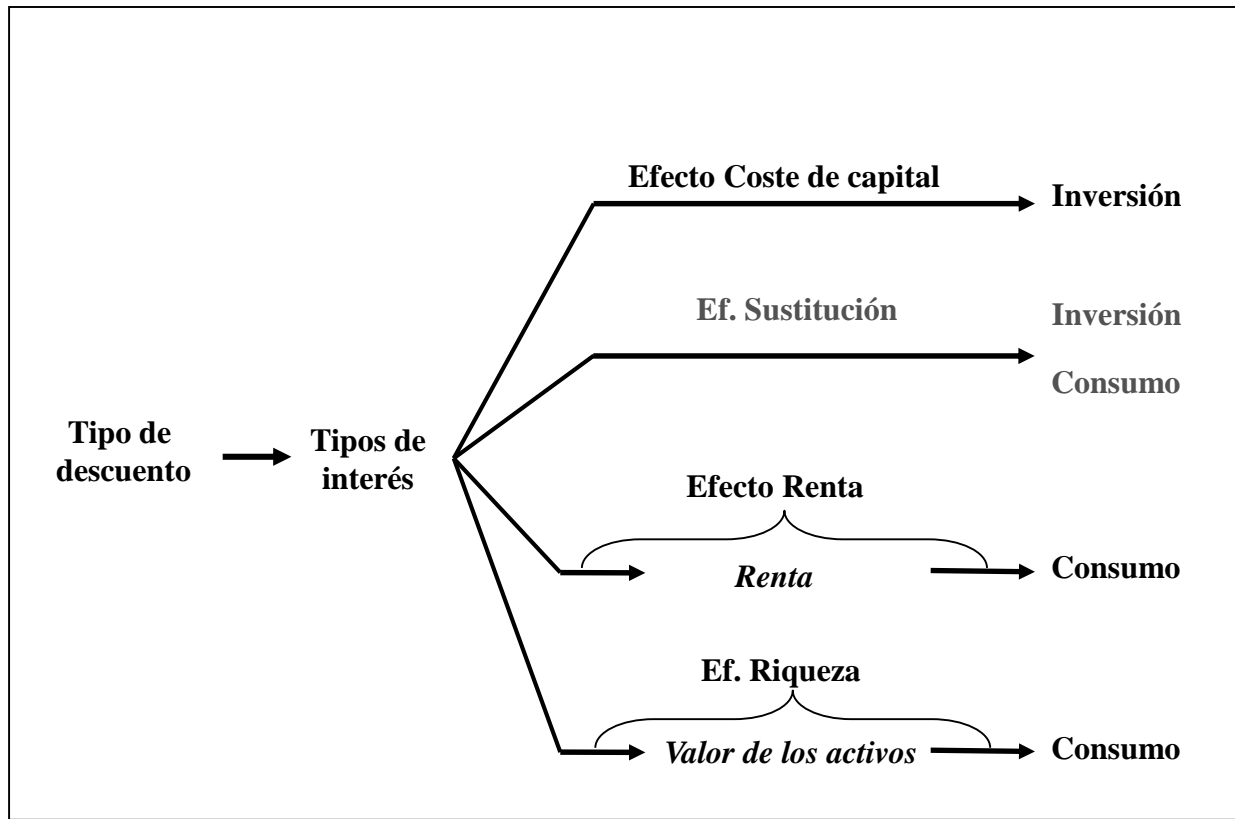 Efecto Coste de capital
Inversión
Ef. Sustitución
Inversión
Consumo
Tipo de
descuento
Tipos de
interés
Efecto Renta
Renta
Consumo
Ef. Riqueza
Valor de los activos
Consumo